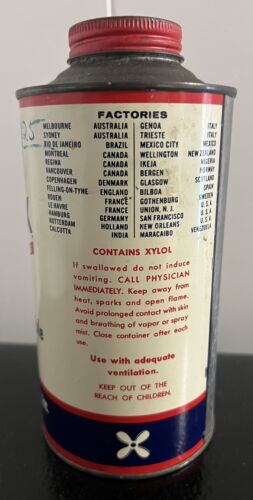 FACTORIES
MELBOURNE AUSTRALIA GENOA ITALY
SYDNEY AUSTRALIA TRIESTE ITALY
RIO DE JANEIRO BRAZIL MEXICO CITY MEXICO
MONTREAL CANADA WELLINGTON NEW ZEALAND
REGINA CANADA IKEJA NIGERIA
VANCOUVER CANADA BERGEN NORWAY
COPENHAGEN DENMARK GLASGOW SCOTLAND
FELLING-ON-TYNE ENGLAND BILBOA SPAIN
ROUEN FRANCE GOTHENBURG SWEDEN
LE HAVRE FRANCE UNION, N.J. U.S.A.
HAMBURG GERMANY SAN FRANCISCO U.S.A.
ROTTERDAM HOLLAND NEW ORLEANS U.S.A.
CALCUTTA INDIA MARACAIBO VENEZUELA
CONTAINS XYLOL
If swallowed do not induce
vomiting. CALL PHYSICIAN
IMMEDIATELY. Keep away from
heat, sparks and open flame.
Avoid prolonged contact with skin
and breathing of vapor or spray
mist. Close container after each
use.
Use with adequate
ventilation.
KEEP OUT OF THE
REACH OF CHILDREN.